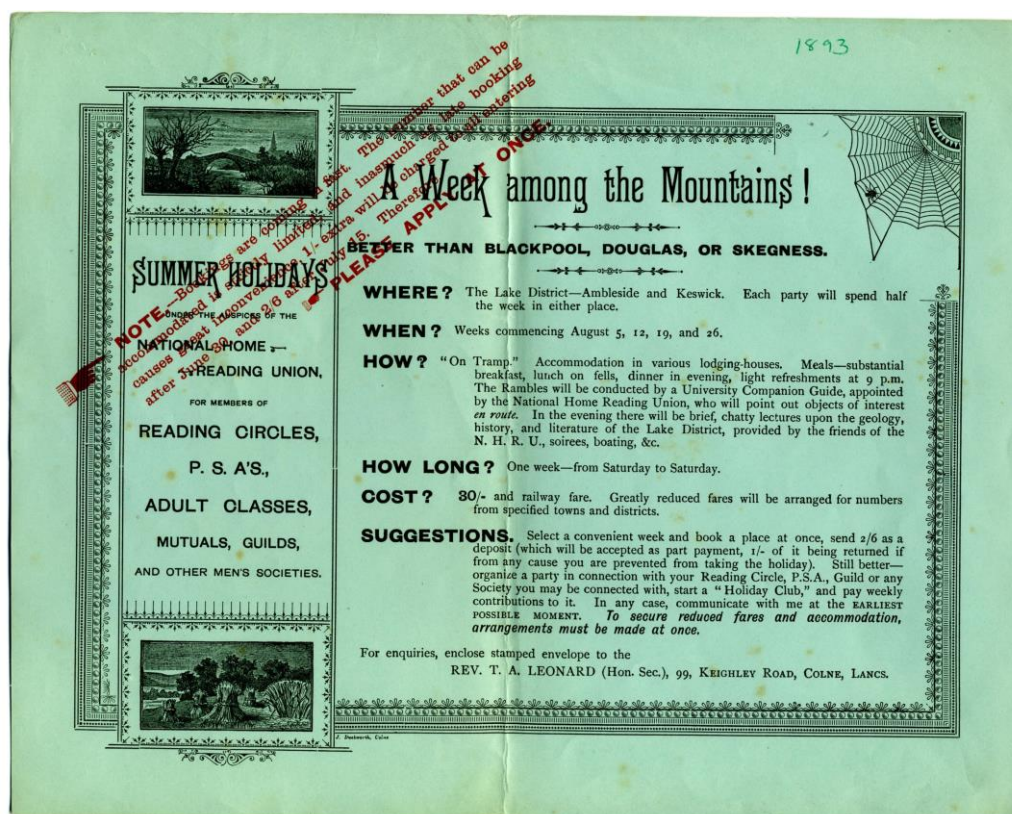 1893
NOTE.—Bookings are coming in fast. The number that can be
accommodated is strictly limited, and inasmuch as late booking
causes great inconvenience 1/- extra will be charged to all entering
after June 30, and 2/6 after July 15. Therefore
PLEASE APPLY AT ONCE.
SUMMER HOLIDAYS
UNDER THE AUSPICES OF THE
NATIONAL HOME
READING UNION,
FOR MEMBERS OF
READING CIRCLES,
P. S. A'S.,
ADULT CLASSES,
MUTUALS, GUILDS,
AND OTHER MEN'S SOCIETIES.
A Week among the Mountains!
BETTER THAN BLACKPOOL, DOUGLAS, OR SKEGNESS.
WHERE? The Lake District—Ambleside and Keswick. Each party will spend half
the week in either place.
WHEN? Weeks commencing August 5, 12, 19, and 26.
HOW? "On Tramp." Accommodation in various lodging-houses. Meals—substantial
breakfast, lunch on fells, dinner in evening, light refreshments at 9 p.m.
The Rambles will be conducted by a University Companion Guide, appointed
by the National Home Reading Union, who will point out objects of interest
en route. In the evening there will be brief, chatty lectures upon the geology,
history, and literature of the Lake District, provided by the friends of the
N. H. R. U., soirees, boating, &c.
HOW LONG? One week—from Saturday to Saturday.
COST? 30/- and railway fare. Greatly reduced fares will be arranged for numbers
from specified towns and districts.
SUGGESTIONS. Select a convenient week and book a place at once, send 2/6 as a
deposit (which will be accepted as part payment, 1/- of it being returned if
from any cause you are prevented from taking the holiday). Still better—
organize a party in connection with your Reading Circle, P.S.A., Guild or any
Society you may be connected with, start a "Holiday Club," and pay weekly
contributions to it. In any case, communicate with me at the EARLIEST
POSSIBLE MOMENT. To secure reduced fares and accommodation,
arrangements must be made at once.
For enquiries, enclose stamped envelope to the
REV. T. A. LEONARD (Hon. Sec.), 99, KEIGHLEY ROAD, COLNE, LANCS.
J. Duckworth, Colne